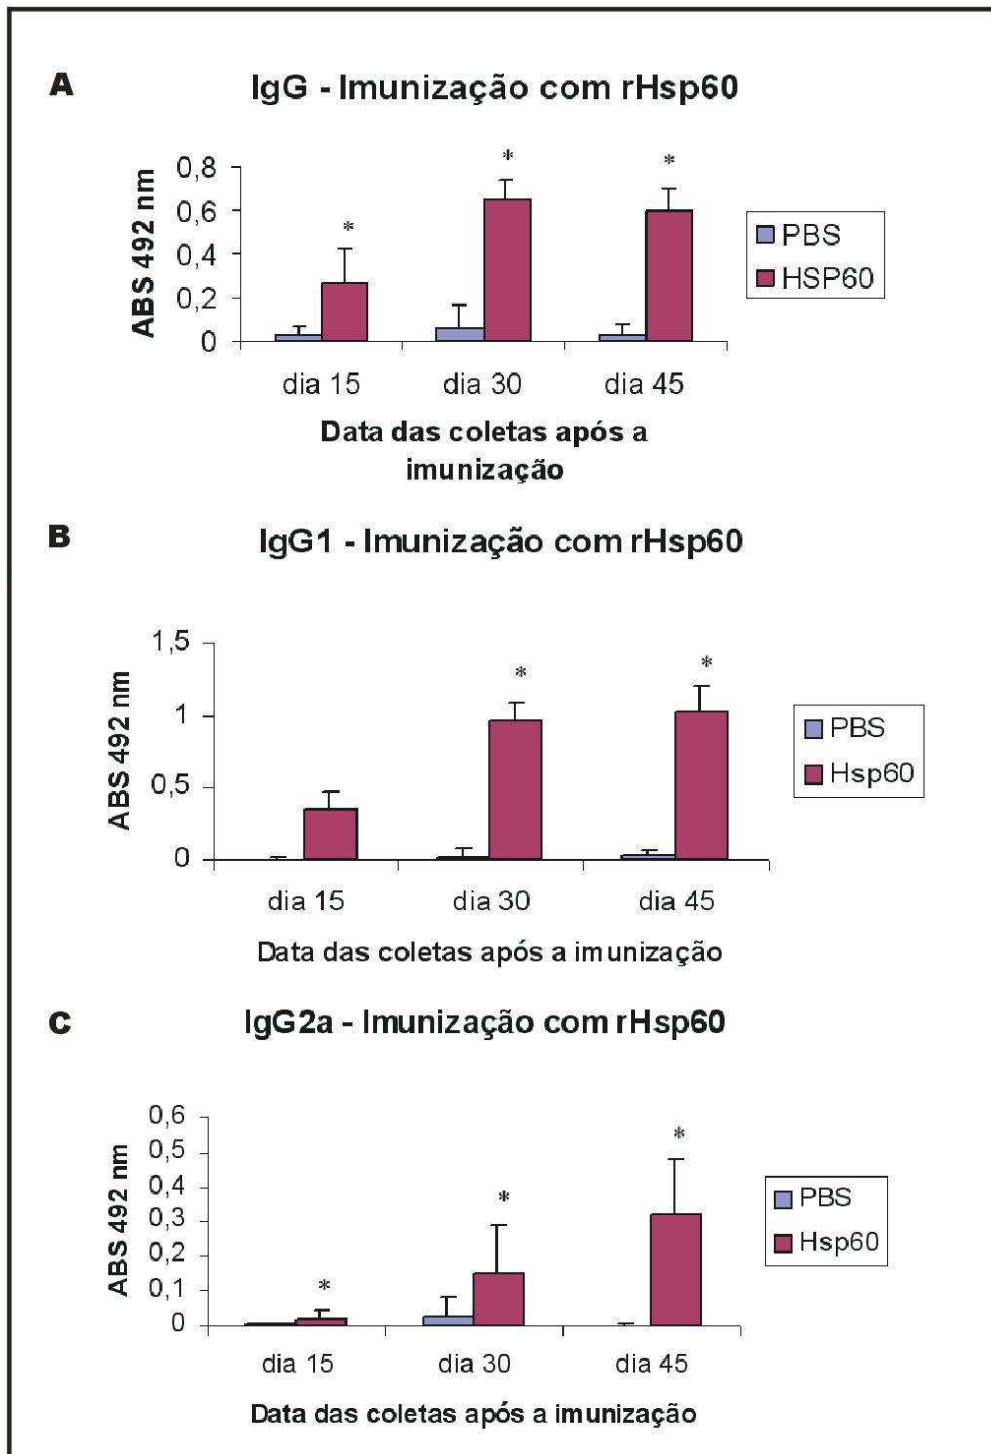 A
IgG - Imunização com rHsp60
*
*
*
ABS 492 nm
0,8
0,6
0,4
0,2
0
PBS
HSP60
dia 15
dia 30
dia 45
Data das coletas após a
imunização
B
IgG1 - Imunização com rHsp60
*
*
ABS 492 nm
1,5
1
0,5
0
PBS
Hsp60
dia 15
dia 30
dia 45
Data das coletas após a imunização
C
IgG2a - Imunização com rHsp60
*
*
*
ABS 492 nm
0,6
0,5
0,4
0,3
0,2
0,1
0
PBS
Hsp60
dia 15
dia 30
dia 45
Data das coletas após a imunização